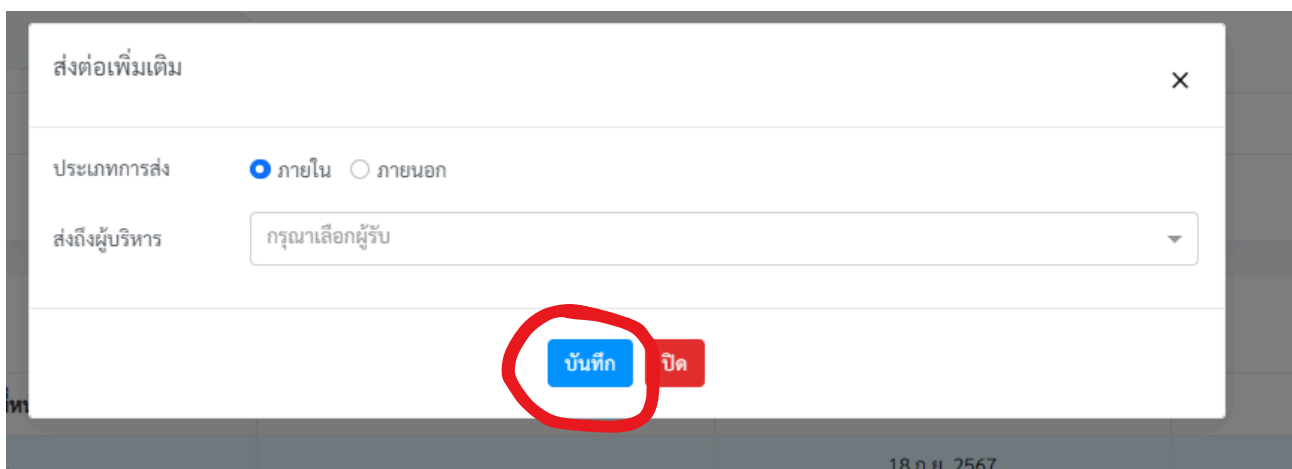 ส่งต่อเพิ่มเติม
ประเภทการส่ง ภายใน ภายนอก
ส่งถึงผู้บริหาร กรุณาเลือกผู้รับ
บันทึก ปิด
18 ก.ย. 2567